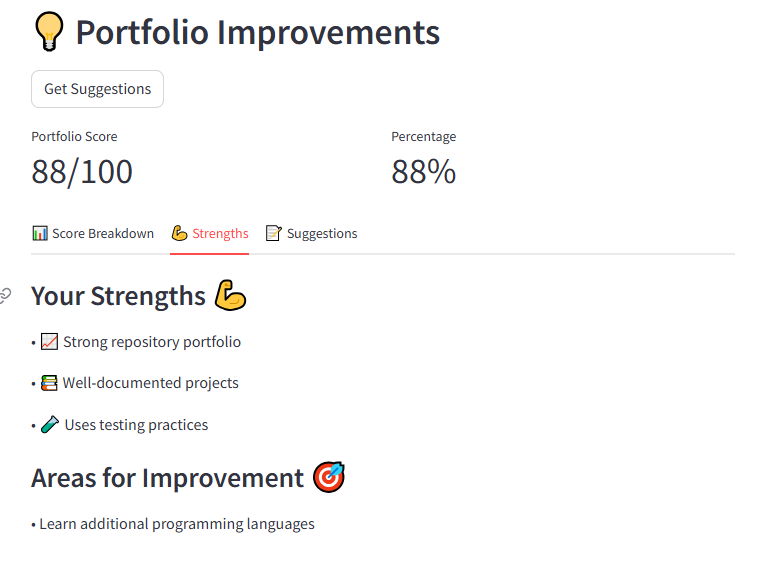 💡 Portfolio Improvements
Get Suggestions
Portfolio Score
88/100
Percentage
88%
📊 Score Breakdown 💪 Strengths 📝 Suggestions
Your Strengths 💪
• 📈 Strong repository portfolio
• 📚 Well-documented projects
• 🧪 Uses testing practices
Areas for Improvement 🎯
• Learn additional programming languages